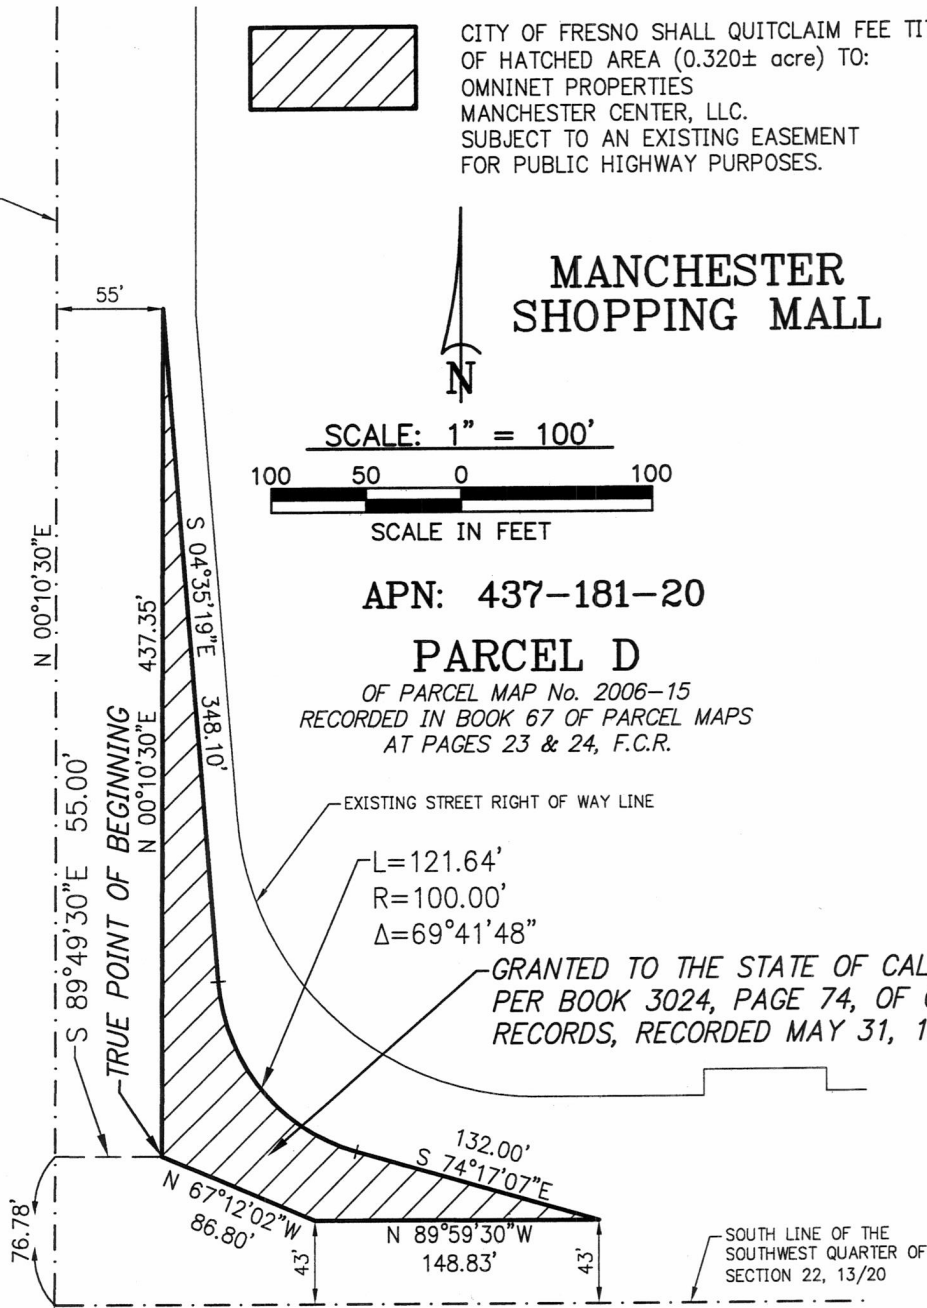 CITY OF FRESNO SHALL QUITCLAIM FEE
OF HATCHED AREA (0.320± acre) TO:
OMNINET PROPERTIES
MANCHESTER CENTER, LLC.
SUBJECT TO AN EXISTING EASEMENT
FOR PUBLIC HIGHWAY PURPOSES.
MANCHESTER
SHOPPING MALL
55'
N
SCALE: 1" = 100'
100 50 0 100
SCALE IN FEET
APN: 437-181-20
PARCEL D
OF PARCEL MAP No. 2006-15
RECORDED IN BOOK 67 OF PARCEL MAPS
AT PAGES 23 & 24, F.C.R.
N 00°10'30"E
N 00°10'30"E 437.35'
S 04°35'19"E 348.10'
S 89°49'30"E 55.00'
TRUE POINT OF BEGINNING
EXISTING STREET RIGHT OF WAY LINE
L=121.64'
R=100.00'
Δ=69°41'48"
GRANTED TO THE STATE OF
PER BOOK 3024, PAGE 74, OF
RECORDS, RECORDED MAY 31,
132.00'
S 74°17'07"E
N 67°12'02"W
86.80'
N 89°59'30"W
148.83'
76.78'
43'
43'
SOUTH LINE OF THE
SOUTHWEST QUARTER OF
SECTION 22, 13/20